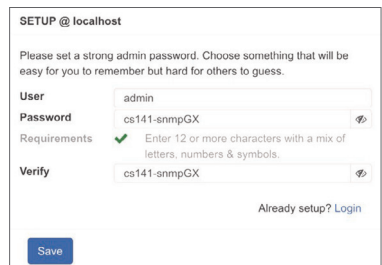 SETUP @ localhost
Please set a strong admin password. Choose something that will be
easy for you to remember but hard for others to guess.
User admin
Password cs141-snmpGX
Requirements ✔ Enter 12 or more characters with a mix of
letters, numbers & symbols.
Verify cs141-snmpGX
Already setup? Login
Save